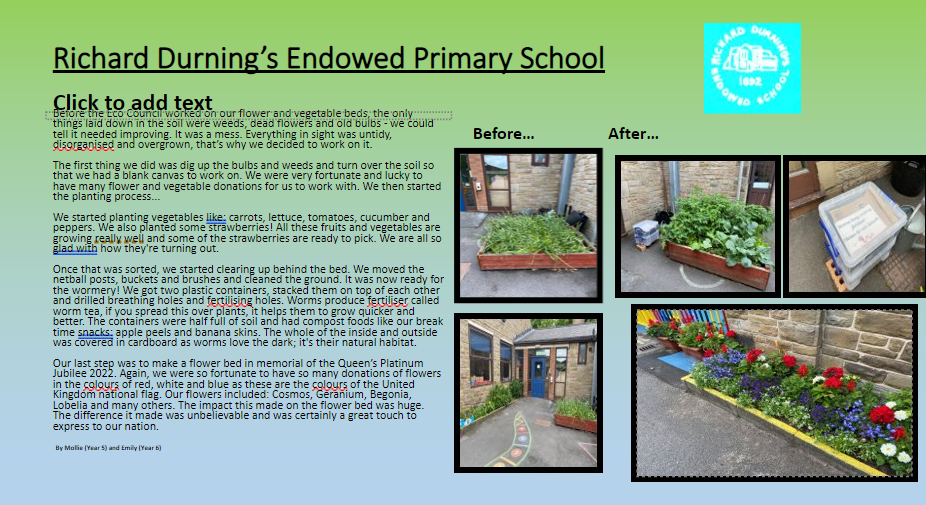 Richard Durning's Endowed Primary School
RICHARD DURNING'S
ENDOWED SCHOOL
1692
Click to add text
Before the Eco Council worked on our flower and vegetable beds, the only
things laid down in the soil were weeds, dead flowers and old bulbs - we could
tell it needed improving. It was a mess. Everything in sight was untidy,
disorganised and overgrown, that's why we decided to work on it.
The first thing we did was dig up the bulbs and weeds and turn over the soil so
that we had a blank canvas to work on. We were very fortunate and lucky to
have many flower and vegetable donations for us to work with. We then started
the planting process...
We started planting vegetables like: carrots, lettuce, tomatoes, cucumber and
peppers. We also planted some strawberries! All these fruits and vegetables are
growing really well and some of the strawberries are ready to pick. We are all so
glad with how they're turning out.
Once that was sorted, we started clearing up behind the bed. We moved the
netball posts, buckets and brushes and cleaned the ground. It was now ready for
the wormery! We got two plastic containers, stacked them on top of each other
and drilled breathing holes and fertilising holes. Worms produce fertiliser called
worm tea, if you spread this over plants, it helps them to grow quicker and
better. The containers were half full of soil and had compost foods like our break
time snacks: apple peels and banana skins. The whole of the inside and outside
was covered in cardboard as worms love the dark; it's their natural habitat.
Our last step was to make a flower bed in memorial of the Queen's Platinum
Jubilee 2022. Again, we were so fortunate to have so many donations of flowers
in the colours of red, white and blue as these are the colours of the United
Kingdom national flag. Our flowers included: Cosmos, Geranium, Begonia,
Lobelia and many others. The impact this made on the flower bed was huge.
The difference it made was unbelievable and was certainly a great touch to
express to our nation.
By Mollie (Year 5) and Emily (Year 6)
Before...
After...